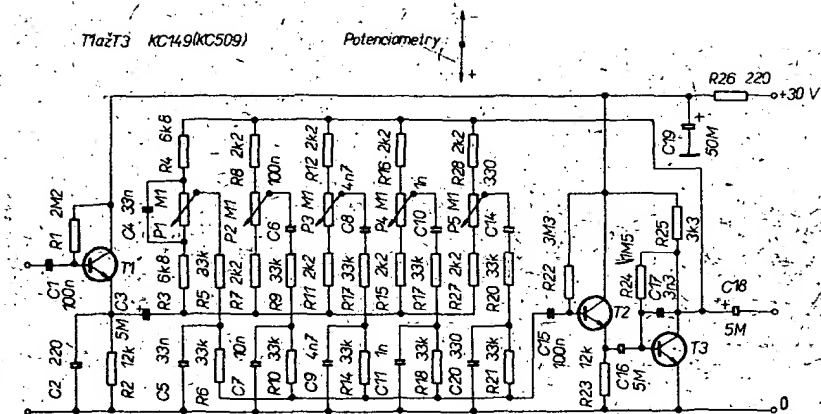 T1ažT3 KC149(KC509)
Potenciometry
−
+
R26 220
+30 V
C19
50M
+
R4 6k8
R8 2k2
R12 2k2
R16 2k2
R28 2k2
100n
4n7
1n
330
R1 2M2
C4 33n
P1 M1
P2 M1
C6
P3 M1
C8
P4 M1
C10
P5 M1
C14
R22 3M3
R24 1M5
R25 3k3
T1
C1 100n
R3 6k8
R5 33k
R7 2k2
R9 33k
R11 2k2
R17 33k
R15 2k2
R17 33k
R27 2k2
R20 33k
C17 3n3
C18
+
5M
T2
C3 5M
+
C15 100n
T3
C2 220
R2 12k
C5 33n
R6 33k
C7 10n
R10 33k
C9 4n7
R14 33k
C11 1n
R18 33k
C20 330
R21 33k
R23 12k
C16 5M
0